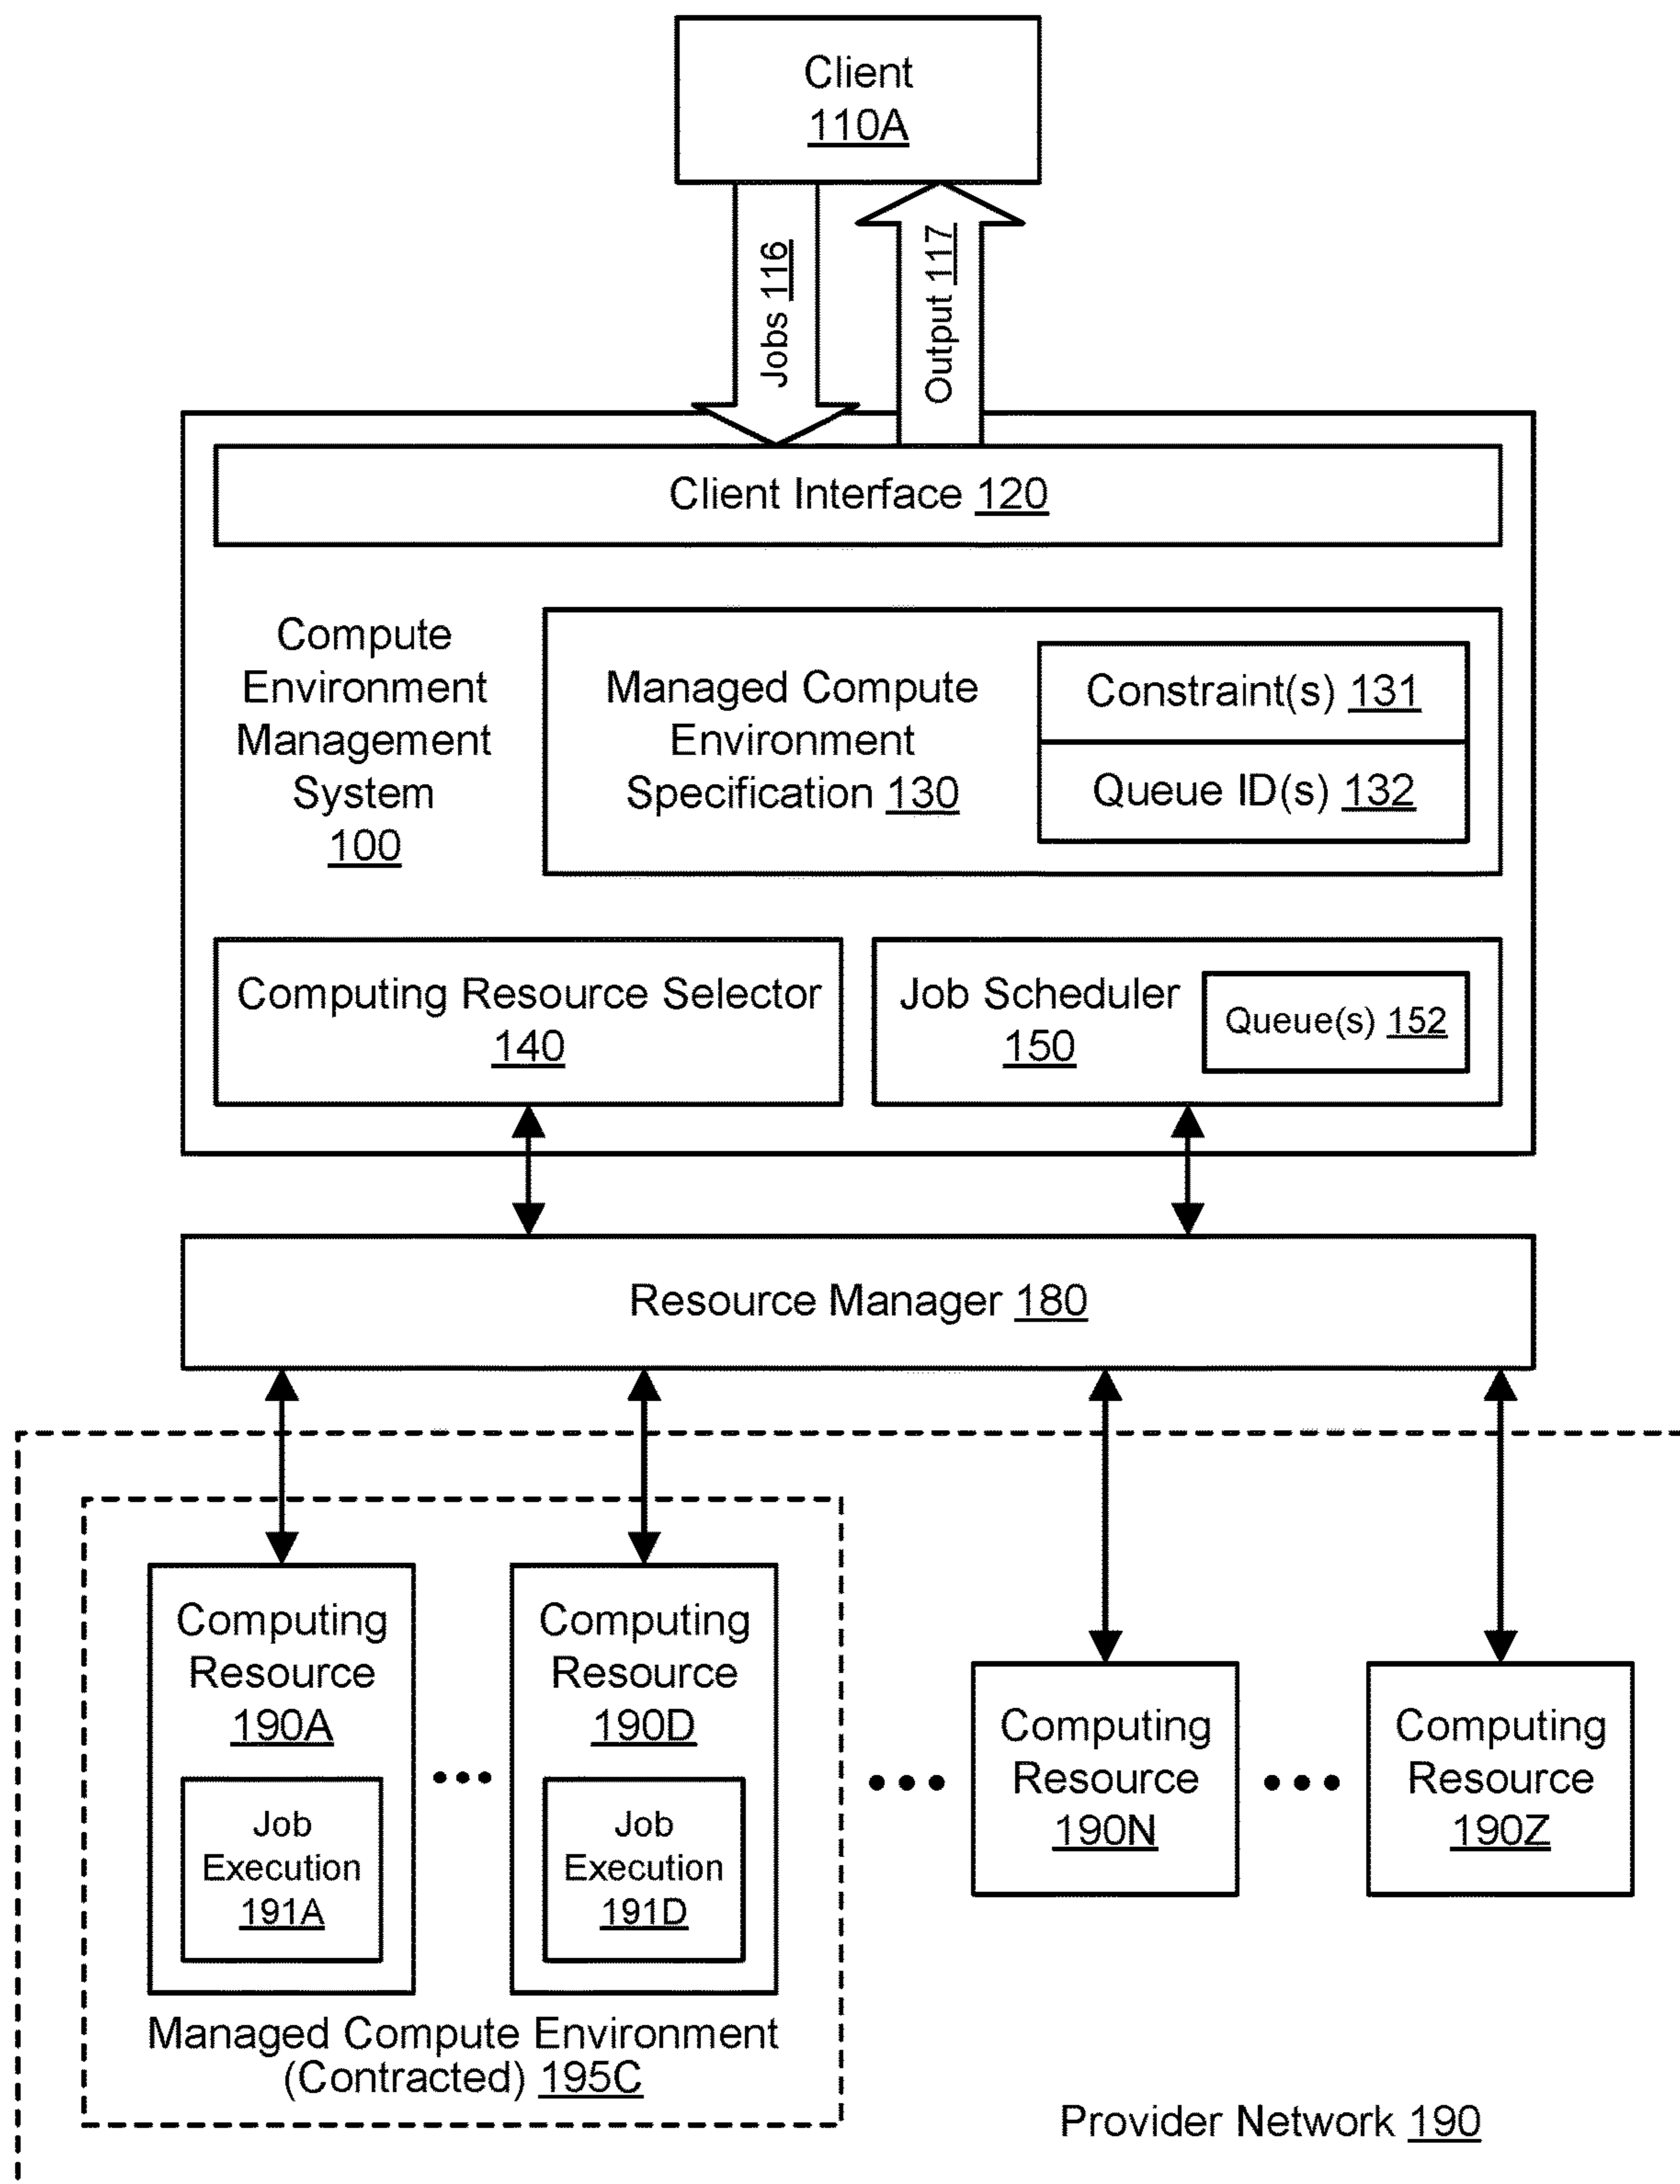 Client
110A
Jobs 116
Output 117
Client Interface 120
Compute
Environment
Management
System
100
Managed Compute
Environment
Specification 130
Constraint(s) 131
Queue ID(s) 132
Computing Resource Selector
140
Job Scheduler
150
Queue(s) 152
Resource Manager 180
Computing
Resource
190A
Job
Execution
191A
Computing
Resource
190D
Job
Execution
191D
Computing
Resource
190N
Computing
Resource
190Z
Managed Compute Environment
(Contracted) 195C
Provider Network 190